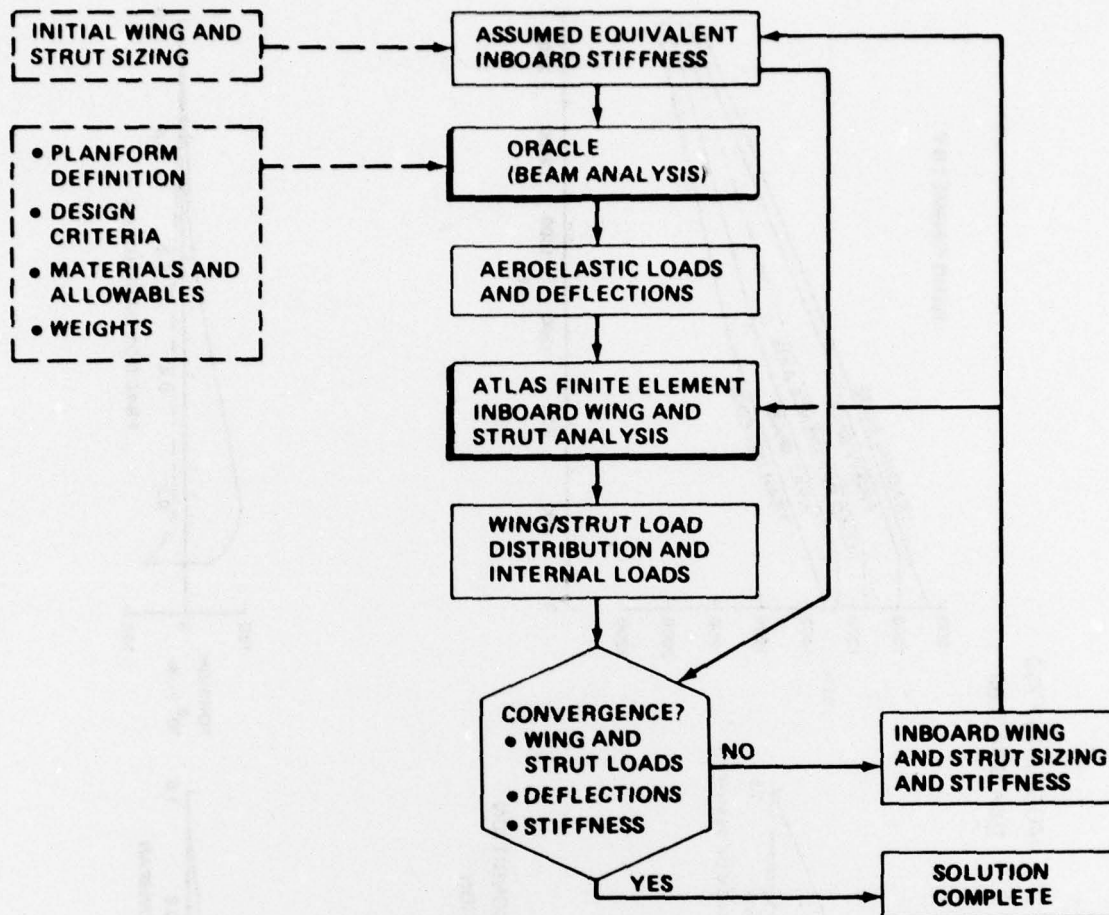 INITIAL WING AND
STRUT SIZING
ASSUMED EQUIVALENT
INBOARD STIFFNESS
• PLANFORM
DEFINITION
• DESIGN
CRITERIA
• MATERIALS AND
ALLOWABLES
• WEIGHTS
ORACLE
(BEAM ANALYSIS)
AEROELASTIC LOADS
AND DEFLECTIONS
ATLAS FINITE ELEMENT
INBOARD WING AND
STRUT ANALYSIS
WING/STRUT LOAD
DISTRIBUTION AND
INTERNAL LOADS
CONVERGENCE?
• WING AND
STRUT LOADS
• DEFLECTIONS
• STIFFNESS
NO
INBOARD WING
AND STRUT SIZING
AND STIFFNESS
YES
SOLUTION
COMPLETE